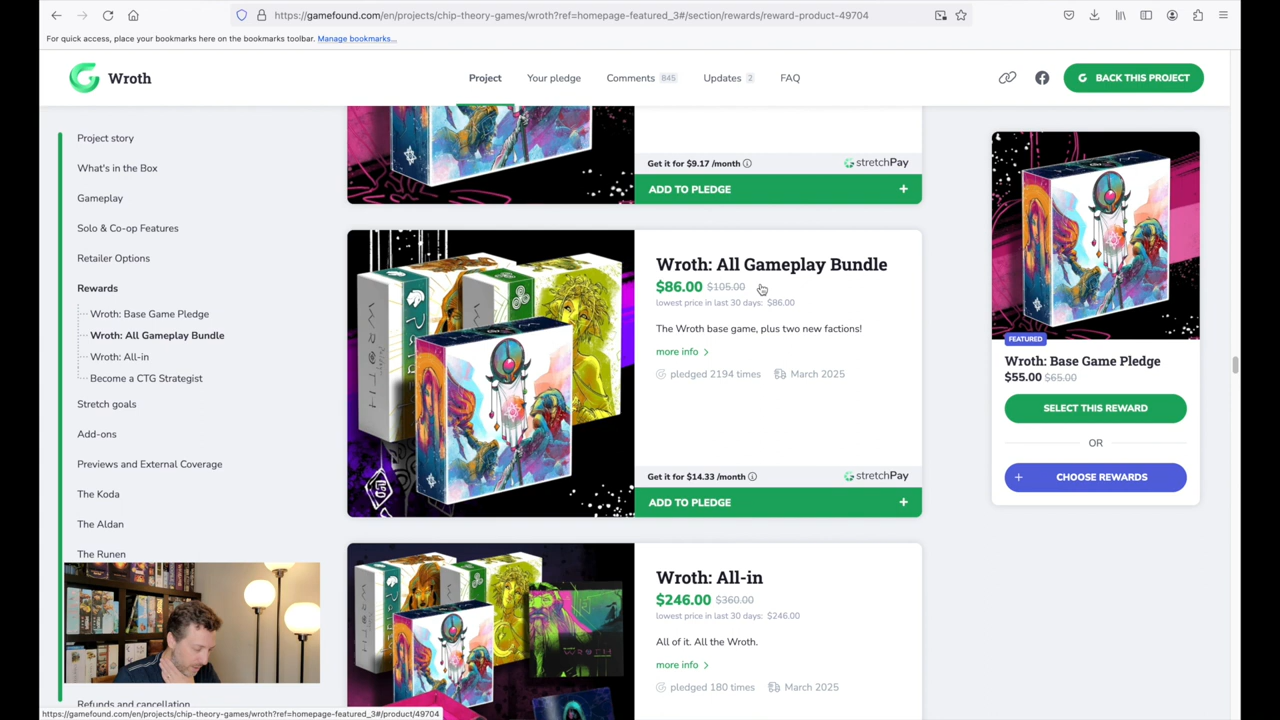 https://gamefound.com/en/projects/chip-theory-games/wroth?ref=homepage-featured_3#/section/rewards/reward-product-49704
For quick access, place your bookmarks here on the bookmarks toolbar. Manage bookmarks...
Wroth
Project
Your pledge
Comments 845
Updates 2
FAQ
BACK THIS PROJECT
Project story
What's in the Box
Gameplay
Solo & Co-op Features
Retailer Options
Rewards
Wroth: Base Game Pledge
Wroth: All Gameplay Bundle
Wroth: All-in
Become a CTG Strategist
Stretch goals
Add-ons
Previews and External Coverage
The Koda
The Aldan
The Runen
Refunds and cancellation
Get it for $9.17 /month
stretchPay
ADD TO PLEDGE +
WROTH
Wroth: All Gameplay Bundle
$86.00 $105.00
lowest price in last 30 days: $86.00
The Wroth base game, plus two new factions!
more info >
pledged 2194 times
March 2025
Get it for $14.33 /month
stretchPay
ADD TO PLEDGE +
WROTH
Wroth: All-in
$246.00 $360.00
lowest price in last 30 days: $246.00
All of it. All the Wroth.
more info >
pledged 180 times
March 2025
FEATURED
Wroth: Base Game Pledge
$55.00 $65.00
SELECT THIS REWARD
OR
+ CHOOSE REWARDS
https://gamefound.com/en/projects/chip-theory-games/wroth?ref=homepage-featured_3#/product/49704